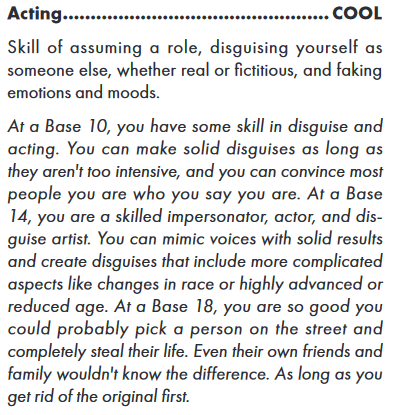 Acting................................................ COOL
Skill of assuming a role, disguising yourself as
someone else, whether real or fictitious, and faking
emotions and moods.
At a Base 10, you have some skill in disguise and
acting. You can make solid disguises as long as
they aren't too intensive, and you can convince most
people you are who you say you are. At a Base
14, you are a skilled impersonator, actor, and dis-
guise artist. You can mimic voices with solid results
and create disguises that include more complicated
aspects like changes in race or highly advanced or
reduced age. At a Base 18, you are so good you
could probably pick a person on the street and
completely steal their life. Even their own friends and
family wouldn't know the difference. As long as you
get rid of the original first.